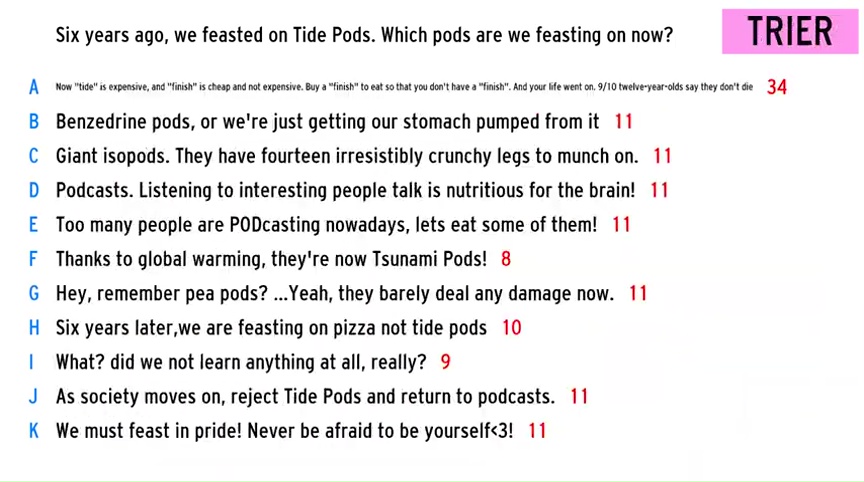 Six years ago, we feasted on Tide Pods. Which pods are we feasting on now?
TRIER
A Now "tide" is expensive, and "finish" is cheap and not expensive. Buy a "finish" to eat so that you don't have a "finish". And your life went on. 9/10 twelve-year-olds say they don't die 34
B Benzedrine pods, or we're just getting our stomach pumped from it 11
C Giant isopods. They have fourteen irresistibly crunchy legs to munch on. 11
D Podcasts. Listening to interesting people talk is nutritious for the brain! 11
E Too many people are PODcasting nowadays, lets eat some of them! 11
F Thanks to global warming, they're now Tsunami Pods! 8
G Hey, remember pea pods? ...Yeah, they barely deal any damage now. 11
H Six years later,we are feasting on pizza not tide pods 10
I What? did we not learn anything at all, really? 9
J As society moves on, reject Tide Pods and return to podcasts. 11
K We must feast in pride! Never be afraid to be yourself<3! 11